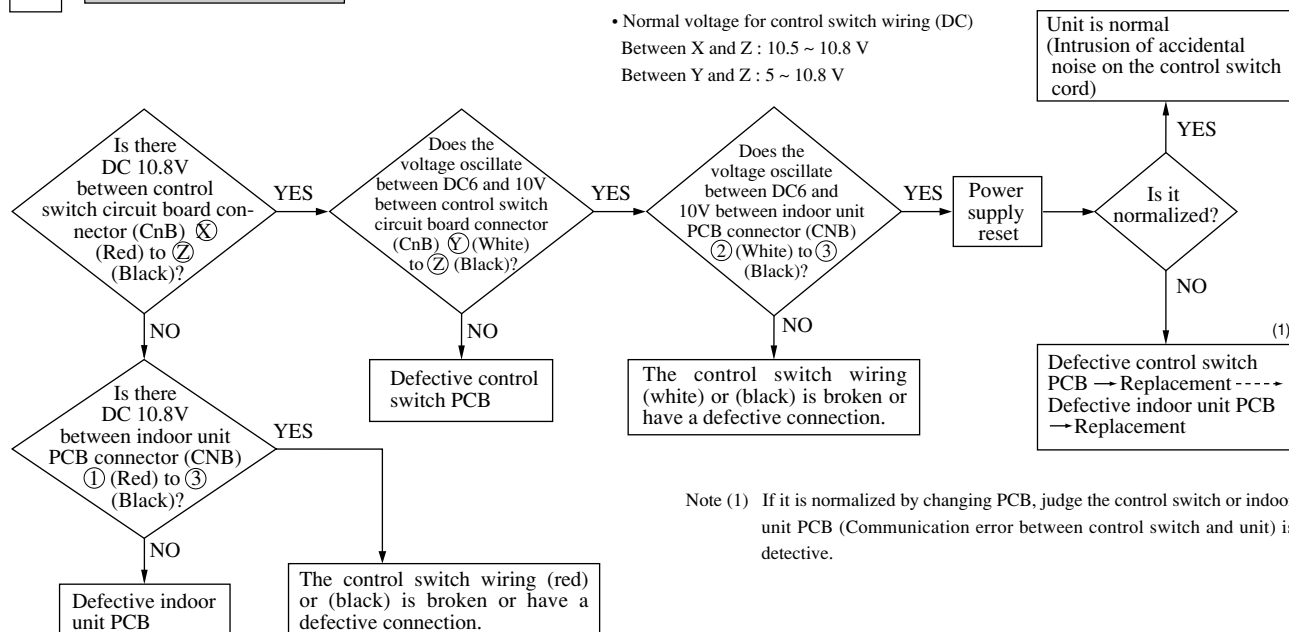 • Normal voltage for control switch wiring (DC)
Between X and Z : 10.5 ~ 10.8 V
Between Y and Z : 5 ~ 10.8 V
Unit is normal
(Intrusion of accidental
noise on the control switch
cord)
YES
Is there
DC 10.8V
between control
switch circuit board con-
nector (CnB) Ⓧ
(Red) to Ⓩ
(Black)?
YES
Does the
voltage oscillate
between DC6 and 10V
between control switch
circuit board connector
(CnB) Ⓨ (White)
to Ⓩ (Black)?
YES
Does the
voltage oscillate
between DC6 and
10V between indoor unit
PCB connector (CNB)
② (White) to ③
(Black)?
YES
Power
supply
reset
Is it
normalized?
NO
NO
NO
NO
(1)
Is there
DC 10.8V
between indoor unit
PCB connector (CNB)
① (Red) to ③
(Black)?
YES
Defective control
switch PCB
The control switch wiring
(white) or (black) is broken or
have a defective connection.
Defective control switch
PCB → Replacement ----→
Defective indoor unit PCB
→ Replacement
NO
Note (1) If it is normalized by changing PCB, judge the control switch or indoor
unit PCB (Communication error between control switch and unit) is
detective.
Defective indoor
unit PCB
The control switch wiring (red)
or (black) is broken or have a
defective connection.